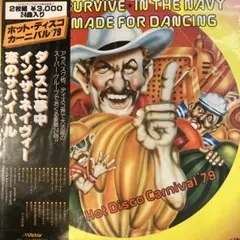 URVIVE·IN THE NAVY
MADE FOR DANCING
2枚組 ¥3,000
24曲入り
ホット・ディスコ
カーニバル'79
ダンスに夢中
イン・ザ・ネイヴィー
恋のサバイバル
Hot Disco Carnival '79
Victor